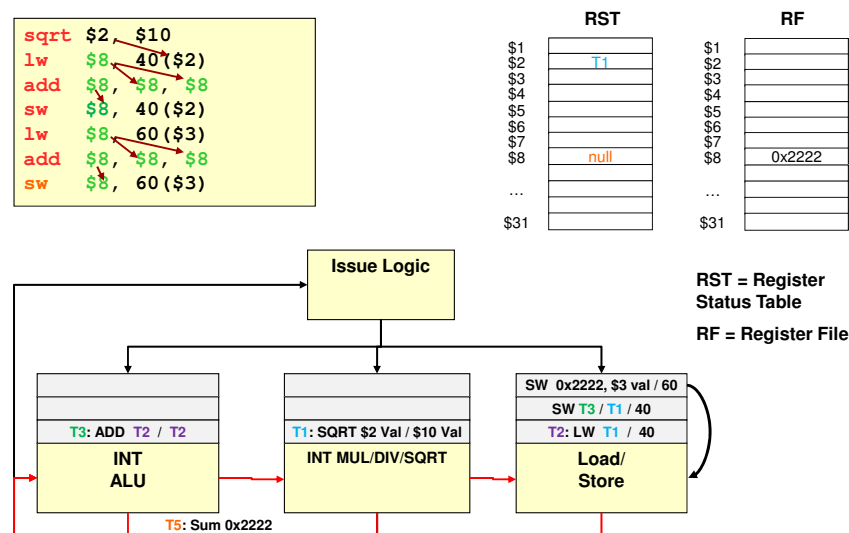 sqrt $2, $10
lw $8, 40($2)
add $8, $8, $8
sw $8, 40($2)
lw $8, 60($3)
add $8, $8, $8
sw $8, 60($3)
RST
$1
$2 T1
$3
$4
$5
$6
$7
$8 null
...
$31
RF
$1
$2
$3
$4
$5
$6
$7
$8 0x2222
...
$31
RST = Register
Status Table
RF = Register File
Issue Logic
T3: ADD T2 / T2
INT
ALU
T1: SQRT $2 Val / $10 Val
INT MUL/DIV/SQRT
SW 0x2222, $3 val / 60
SW T3 / T1 / 40
T2: LW T1 / 40
Load/
Store
T5: Sum 0x2222